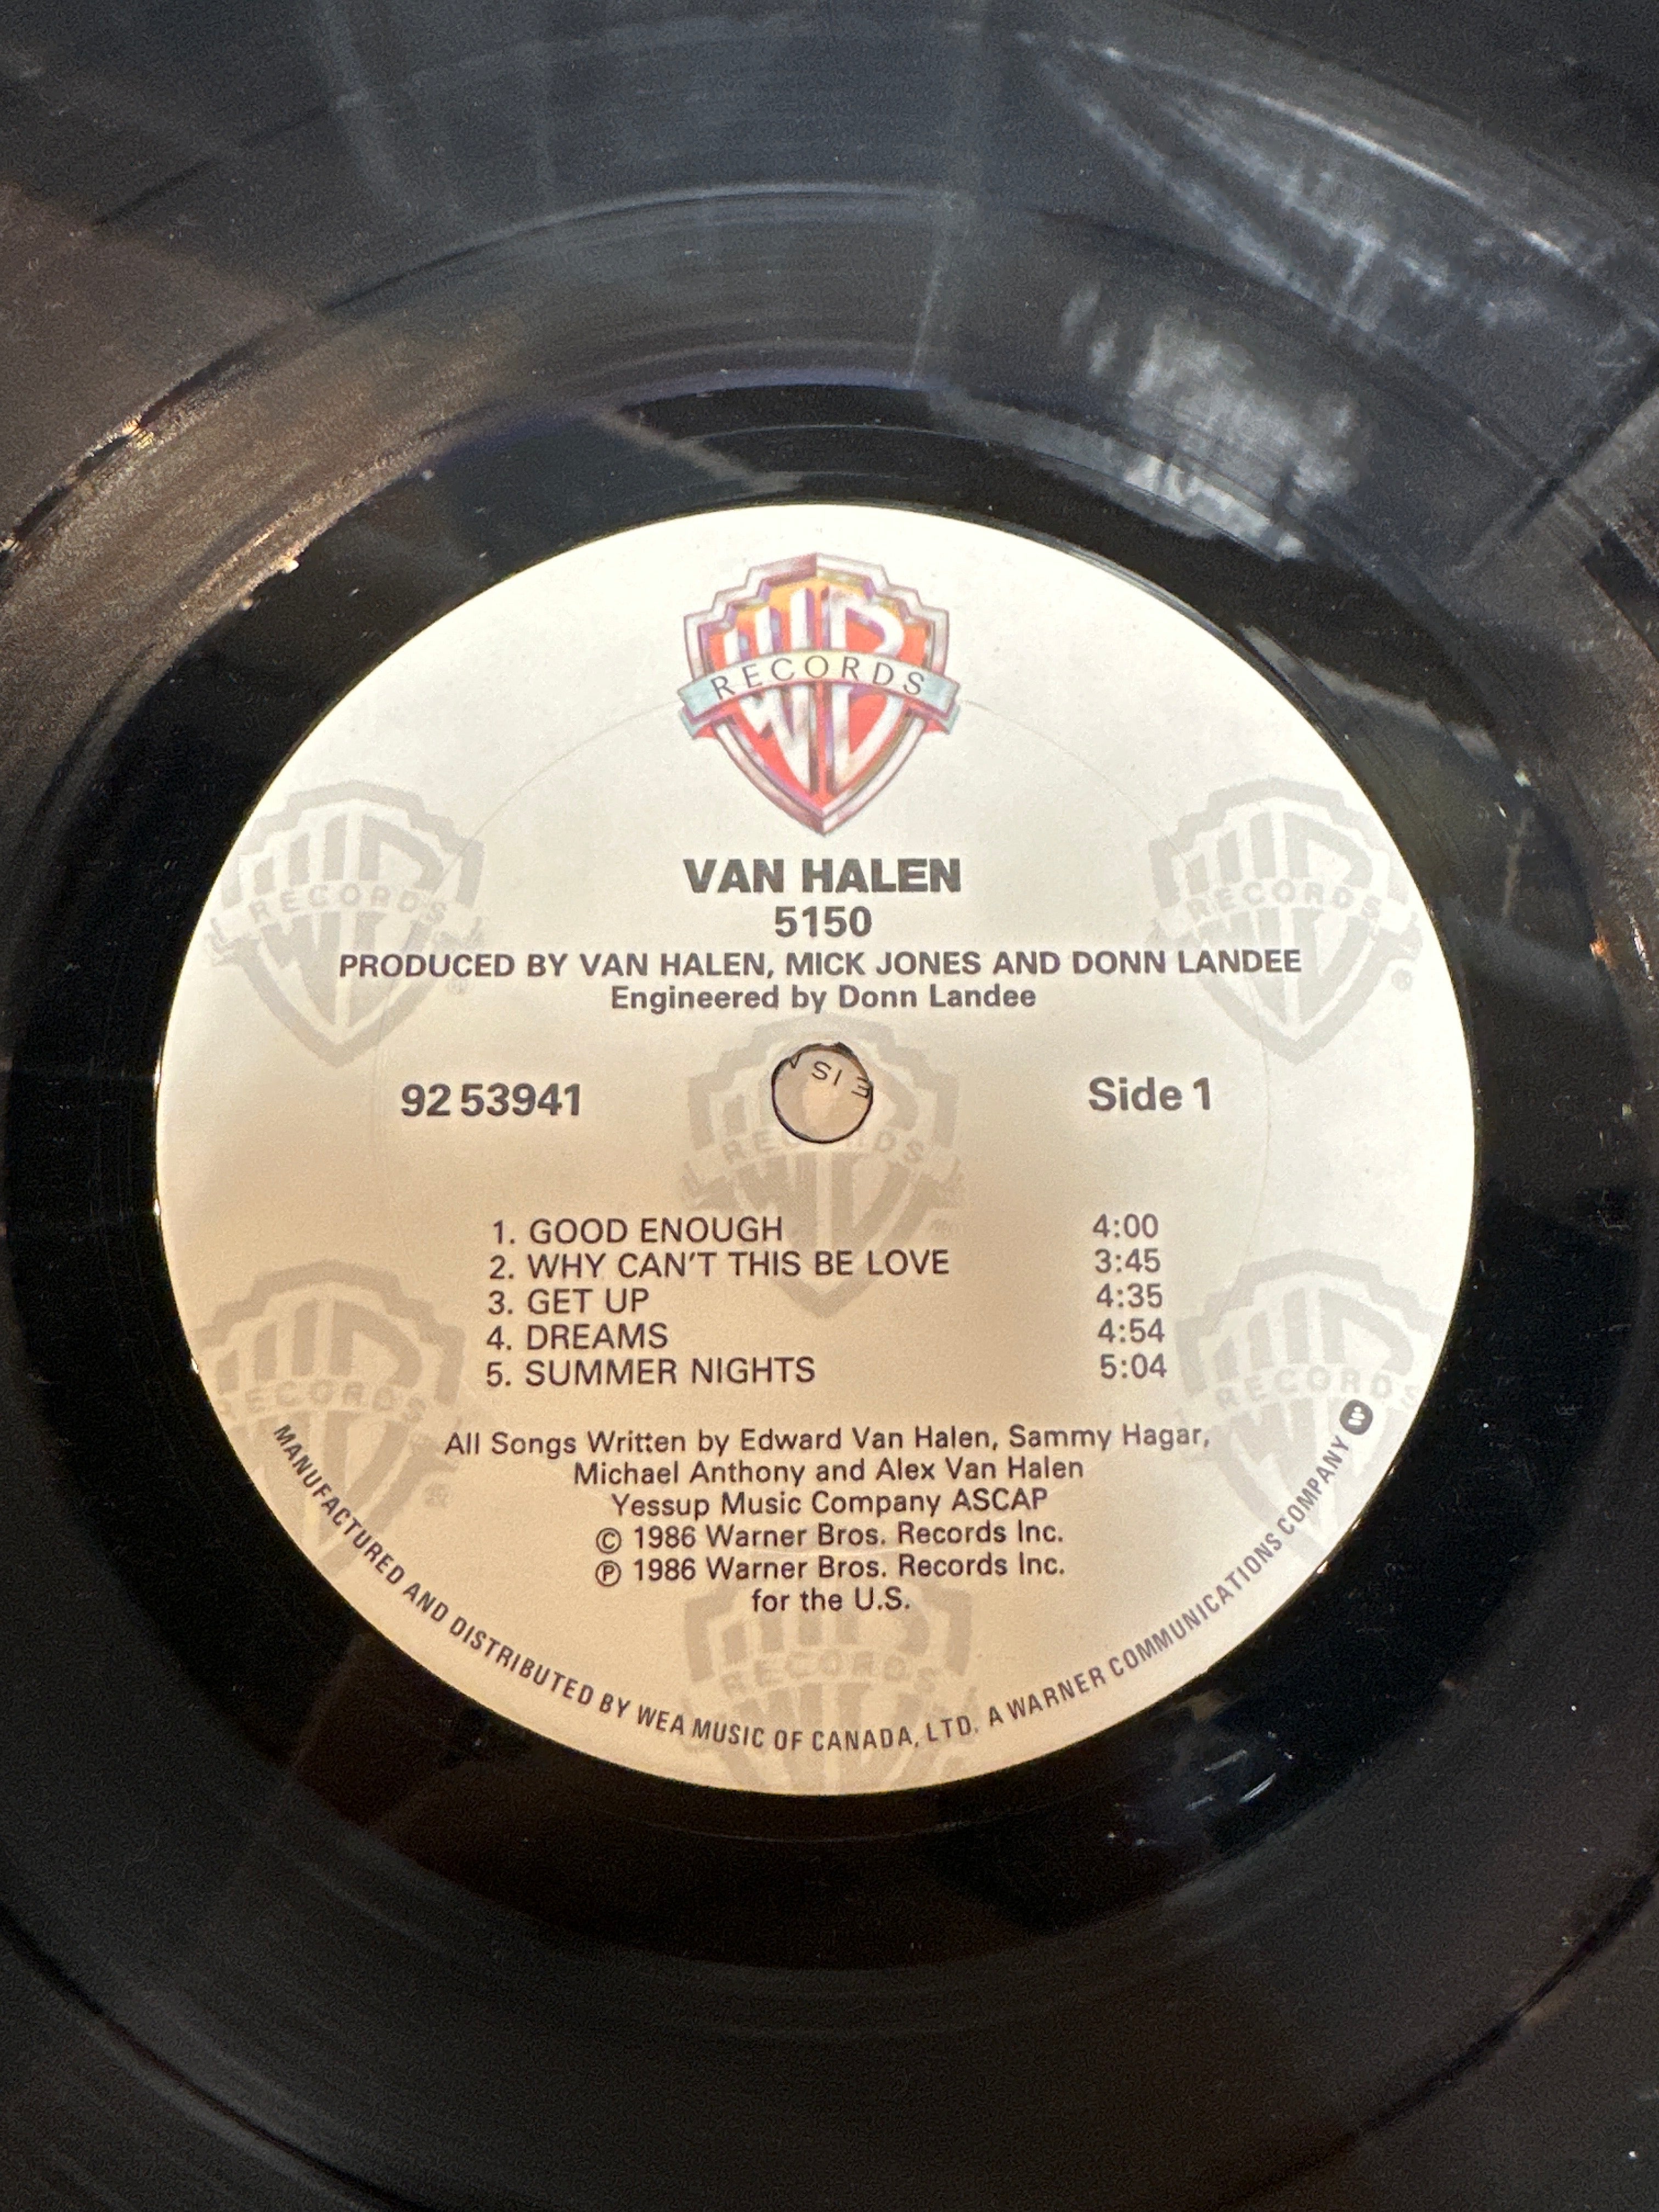 RECORDS
VAN HALEN
5150
PRODUCED BY VAN HALEN, MICK JONES AND DONN LANDEE
Engineered by Donn Landee
92 53941
Side 1
1. GOOD ENOUGH 4:00
2. WHY CAN'T THIS BE LOVE 3:45
3. GET UP 4:35
4. DREAMS 4:54
5. SUMMER NIGHTS 5:04
All Songs Written by Edward Van Halen, Sammy Hagar,
Michael Anthony and Alex Van Halen
Yessup Music Company ASCAP
© 1986 Warner Bros. Records Inc.
℗ 1986 Warner Bros. Records Inc.
for the U.S.
MANUFACTURED AND DISTRIBUTED BY WEA MUSIC OF CANADA, LTD. A WARNER COMMUNICATIONS COMPANY